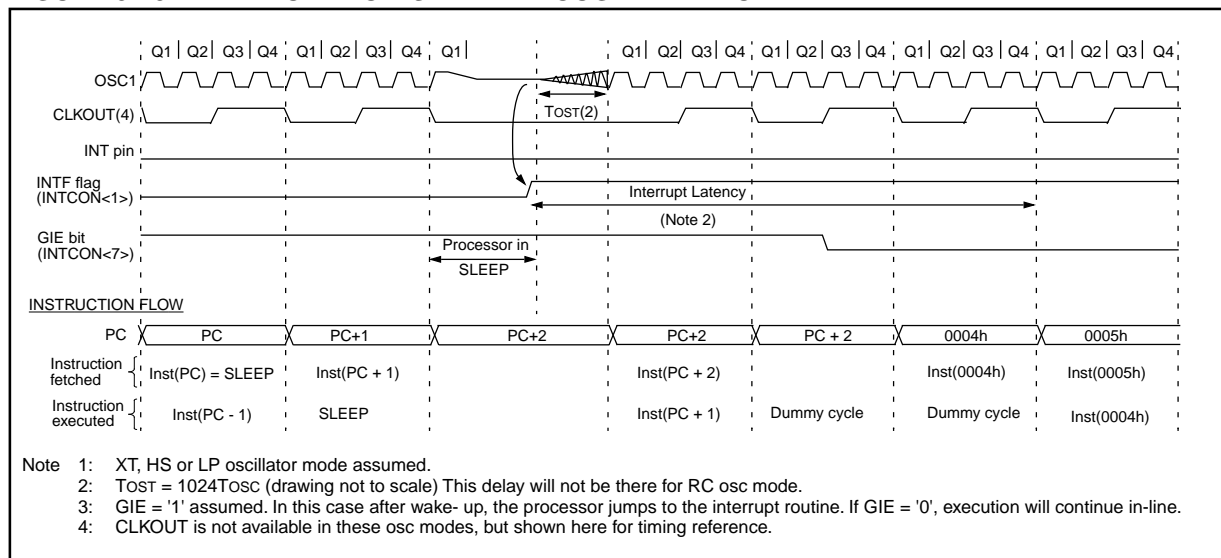 Q1 Q2 Q3 Q4 Q1 Q2 Q3 Q4 Q1 Q1 Q2 Q3 Q4 Q1 Q2 Q3 Q4 Q1 Q2 Q3 Q4 Q1 Q2 Q3 Q4
OSC1
TOST(2)
CLKOUT(4)
INT pin
INTF flag
(INTCON<1>)
Interrupt Latency
(Note 2)
GIE bit
(INTCON<7>)
Processor in
SLEEP
INSTRUCTION FLOW
PC PC PC+1 PC+2 PC+2 PC + 2 0004h 0005h
Instruction
fetched
Inst(PC) = SLEEP Inst(PC + 1) Inst(PC + 2) Inst(0004h) Inst(0005h)
Instruction
executed
Inst(PC - 1) SLEEP Inst(PC + 1) Dummy cycle Dummy cycle Inst(0004h)
Note 1: XT, HS or LP oscillator mode assumed.
2: TOST = 1024TOSC (drawing not to scale) This delay will not be there for RC osc mode.
3: GIE = '1' assumed. In this case after wake- up, the processor jumps to the interrupt routine. If GIE = '0', execution will continue in-line.
4: CLKOUT is not available in these osc modes, but shown here for timing reference.